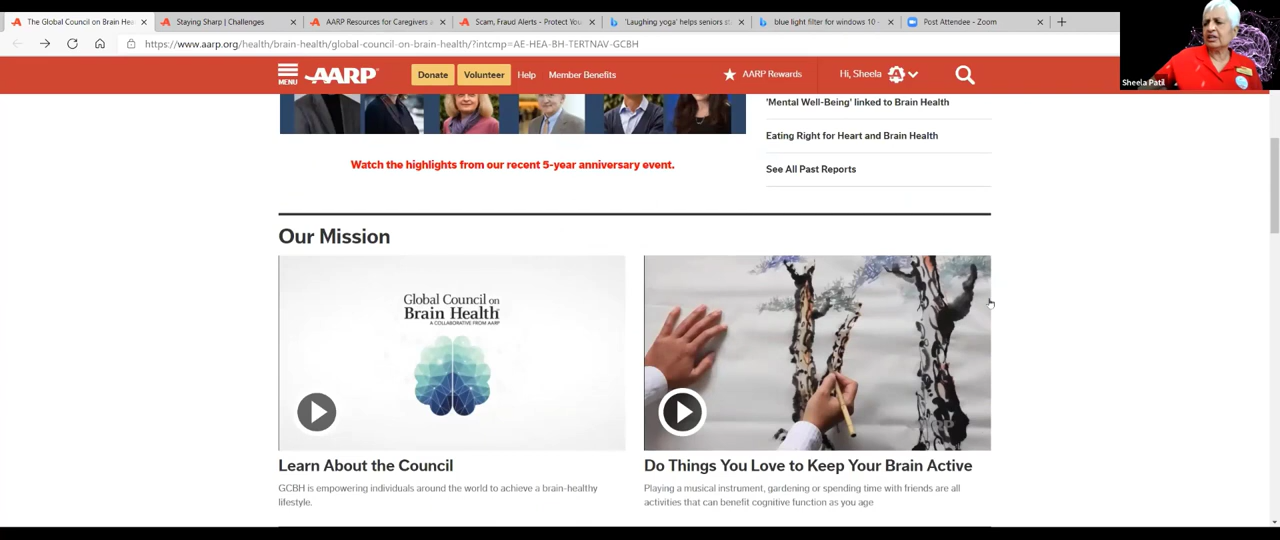 The Global Council on Brain Hea
Staying Sharp | Challenges
AARP Resources for Caregivers a
Scam, Fraud Alerts - Protect You
'Laughing yoga' helps seniors st
blue light filter for windows 10 -
Post Attendee - Zoom
https://www.aarp.org/health/brain-health/global-council-on-brain-health/?intcmp=AE-HEA-BH-TERTNAV-GCBH
Sheela Patil
MENU
AARP
Donate
Volunteer
Help
Member Benefits
AARP Rewards
Hi, Sheela
'Mental Well-Being' linked to Brain Health
Eating Right for Heart and Brain Health
See All Past Reports
Watch the highlights from our recent 5-year anniversary event.
Our Mission
Global Council on
Brain Health
A COLLABORATIVE FROM AARP
AARP
Learn About the Council
GCBH is empowering individuals around the world to achieve a brain-healthy
lifestyle.
Do Things You Love to Keep Your Brain Active
Playing a musical instrument, gardening or spending time with friends are all
activities that can benefit cognitive function as you age